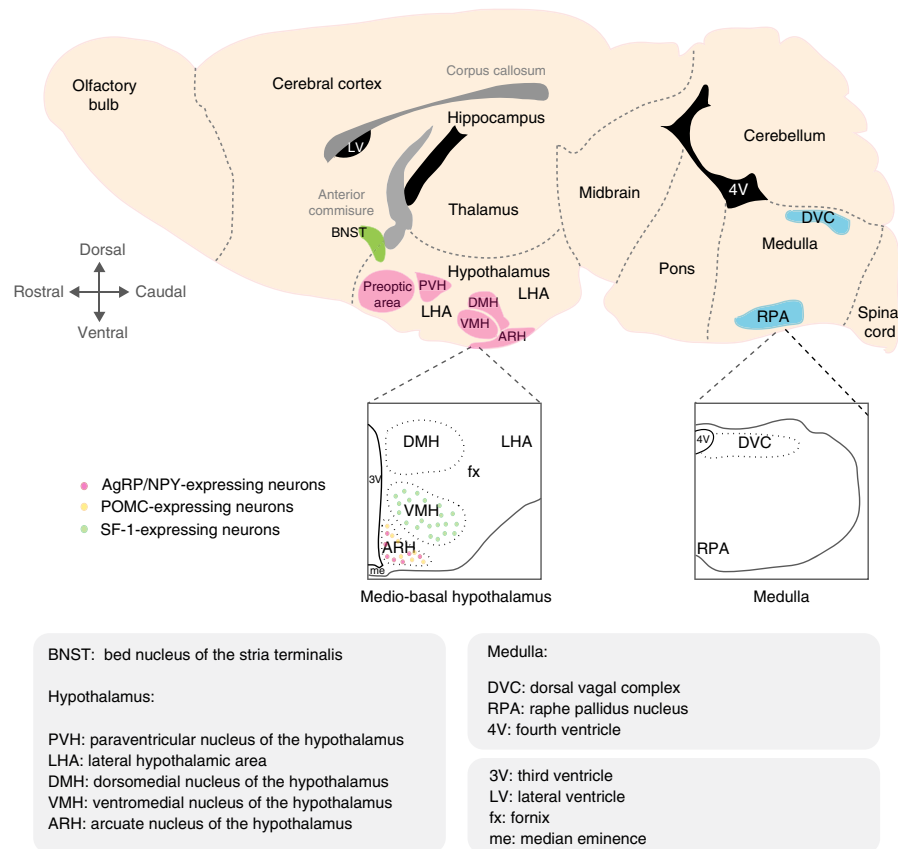 Olfactory
bulb
Cerebral cortex
Corpus callosum
Hippocampus
LV
Cerebellum
Anterior
commisure
4V
Midbrain
Thalamus
BNST
DVC
Medulla
Dorsal
Rostral
Caudal
Ventral
Hypothalamus
Pons
Preoptic
area
PVH
LHA
LHA
DMH
VMH
ARH
RPA
Spinal
cord
DMH
LHA
fx
3V
VMH
ARH
me
Medio-basal hypothalamus
4V
DVC
RPA
Medulla
AgRP/NPY-expressing neurons
POMC-expressing neurons
SF-1-expressing neurons
BNST: bed nucleus of the stria terminalis
Hypothalamus:
PVH: paraventricular nucleus of the hypothalamus
LHA: lateral hypothalamic area
DMH: dorsomedial nucleus of the hypothalamus
VMH: ventromedial nucleus of the hypothalamus
ARH: arcuate nucleus of the hypothalamus
Medulla:
DVC: dorsal vagal complex
RPA: raphe pallidus nucleus
4V: fourth ventricle
3V: third ventricle
LV: lateral ventricle
fx: fornix
me: median eminence